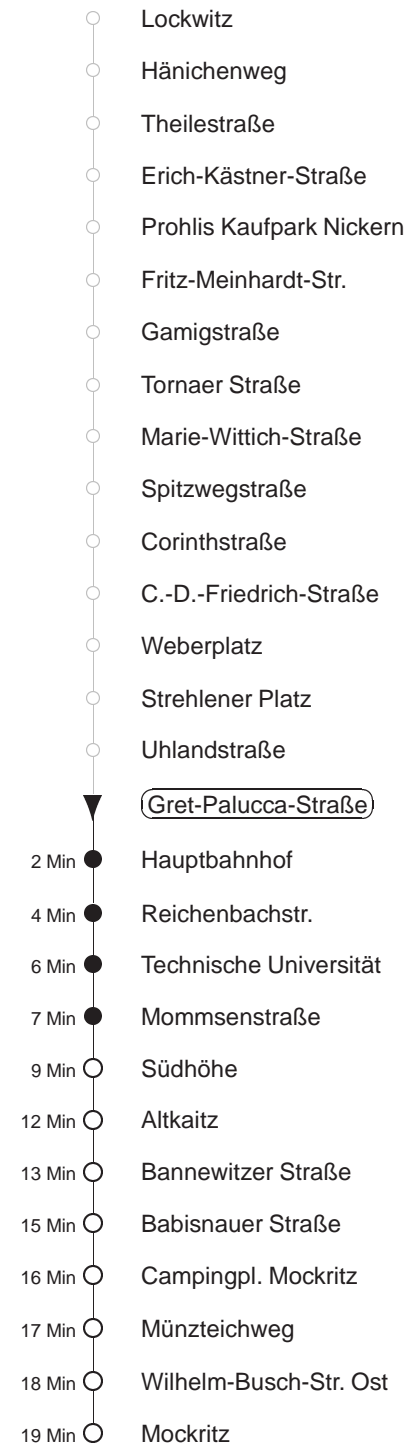 Lockwitz
Hänichenweg
Theilestraße
Erich-Kästner-Straße
Prohlis Kaufpark Nickern
Fritz-Meinhardt-Str.
Gamigstraße
Tornaer Straße
Marie-Wittich-Straße
Spitzwegstraße
Corinthstraße
C.-D.-Friedrich-Straße
Weberplatz
Strehlener Platz
Uhlandstraße
Gret-Palucca-Straße
2 Min Hauptbahnhof
4 Min Reichenbachstr.
6 Min Technische Universität
7 Min Mommsenstraße
9 Min Südhöhe
12 Min Altkaitz
13 Min Bannewitzer Straße
15 Min Babisnauer Straße
16 Min Campingpl. Mockritz
17 Min Münzteichweg
18 Min Wilhelm-Busch-Str. Ost
19 Min Mockritz